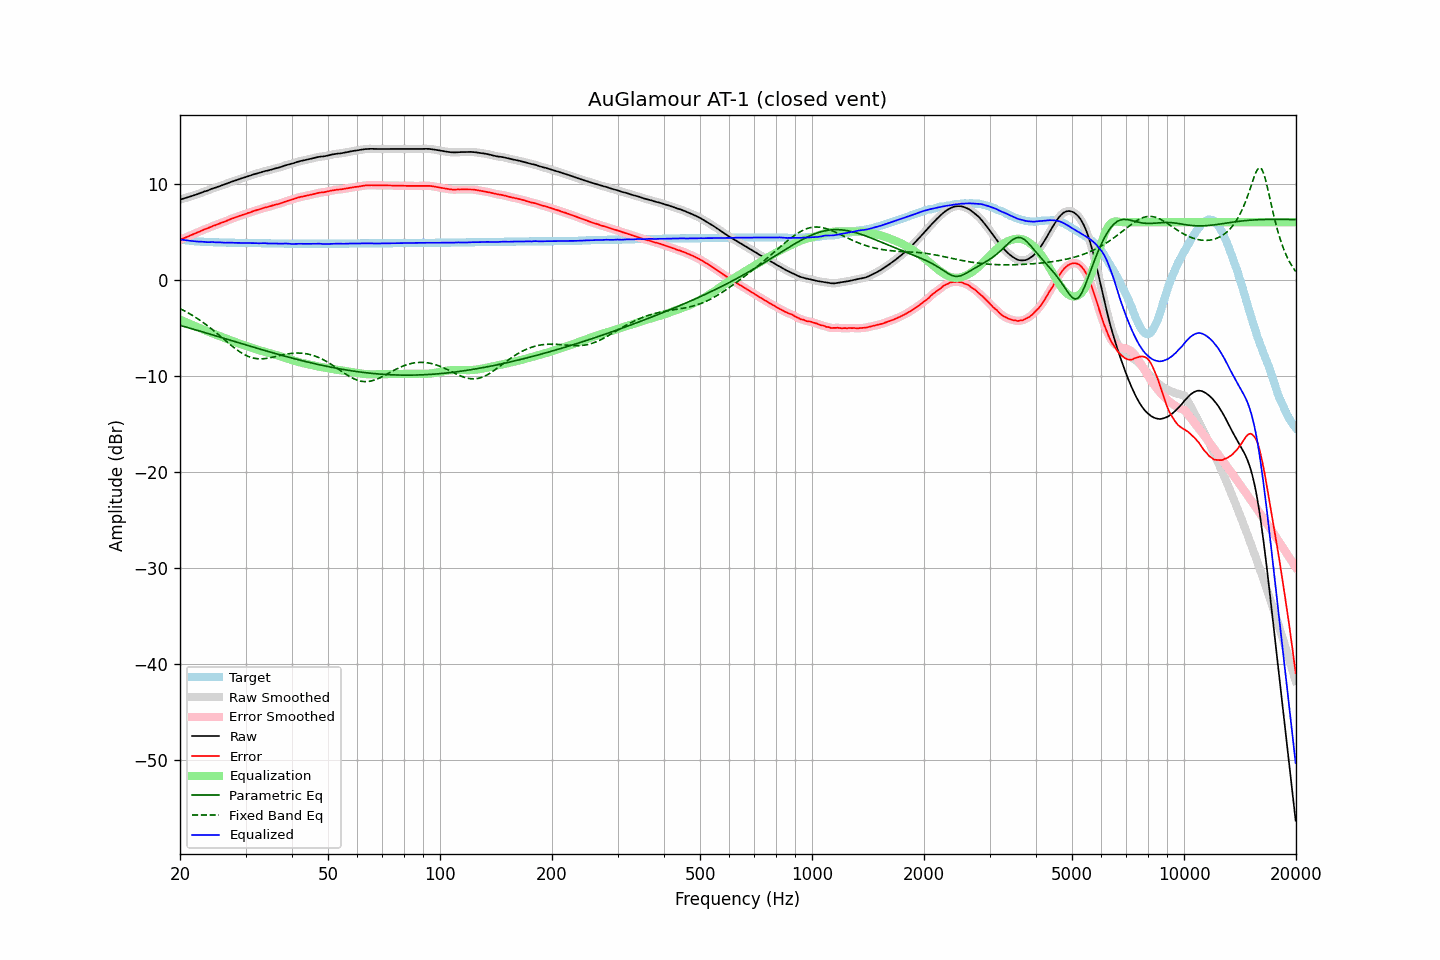 AuGlamour AT-1 (closed vent)
Amplitude (dBr)
10
0
−10
−20
−30
−40
−50
Target
Raw Smoothed
Error Smoothed
Raw
Error
Equalization
Parametric Eq
Fixed Band Eq
Equalized
20 50 100 200 500 1000 2000 5000 10000 20000
Frequency (Hz)